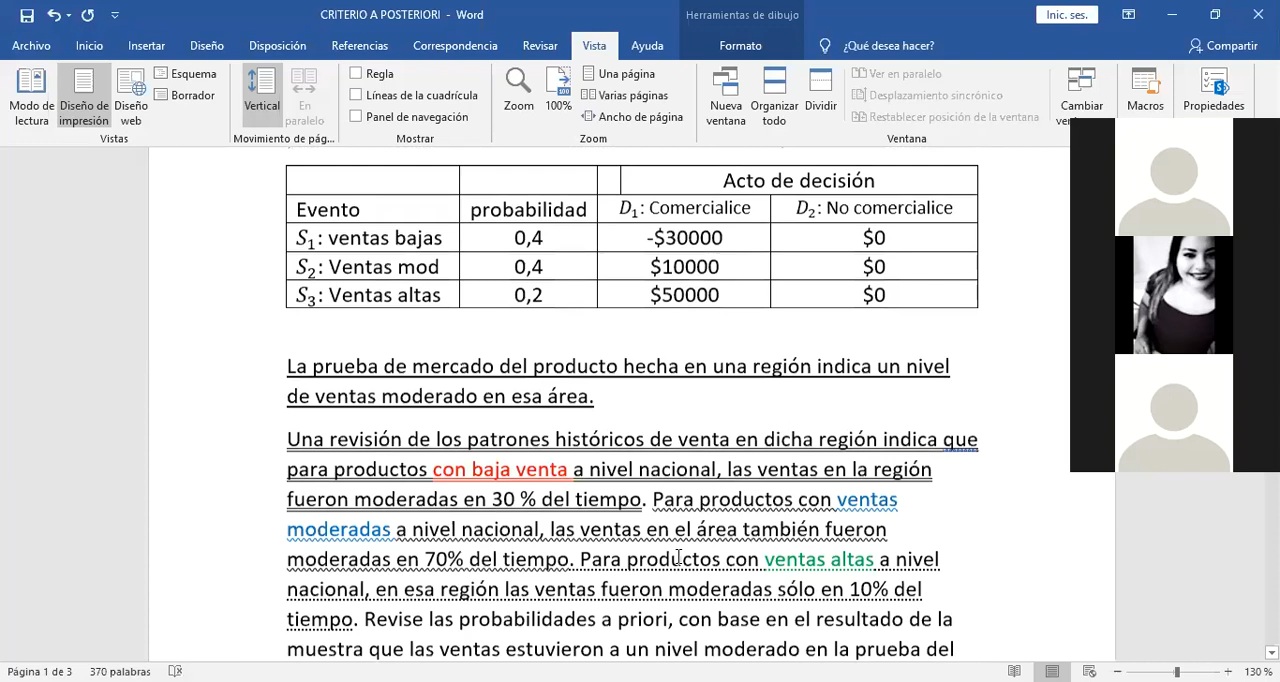 CRITERIO A POSTERIORI - Word
Herramientas de dibujo
Inic. ses.
Archivo Inicio Insertar Diseño Disposición Referencias Correspondencia Revisar Vista Ayuda Formato ¿Qué desea hacer? Compartir
Modo de lectura
Diseño de impresión
Diseño web
Esquema
Borrador
Vistas
Vertical
En paralelo
Movimiento de pág...
Regla
Líneas de la cuadrícula
Panel de navegación
Mostrar
Zoom
100%
Una página
Varias páginas
Ancho de página
Zoom
Nueva ventana
Organizar todo
Dividir
Ver en paralelo
Desplazamiento sincrónico
Restablecer posición de la ventana
Ventana
Cambiar
Macros
Propiedades
Acto de decisión
Evento probabilidad D₁: Comercialice D₂: No comercialice
S₁: ventas bajas 0,4 -$30000 $0
S₂: Ventas mod 0,4 $10000 $0
S₃: Ventas altas 0,2 $50000 $0
La prueba de mercado del producto hecha en una región indica un nivel
de ventas moderado en esa área.
Una revisión de los patrones históricos de venta en dicha región indica que
para productos con baja venta a nivel nacional, las ventas en la región
fueron moderadas en 30 % del tiempo. Para productos con ventas
moderadas a nivel nacional, las ventas en el área también fueron
moderadas en 70% del tiempo. Para productos con ventas altas a nivel
nacional, en esa región las ventas fueron moderadas sólo en 10% del
tiempo. Revise las probabilidades a priori, con base en el resultado de la
muestra que las ventas estuvieron a un nivel moderado en la prueba del
Página 1 de 3 370 palabras 130 %